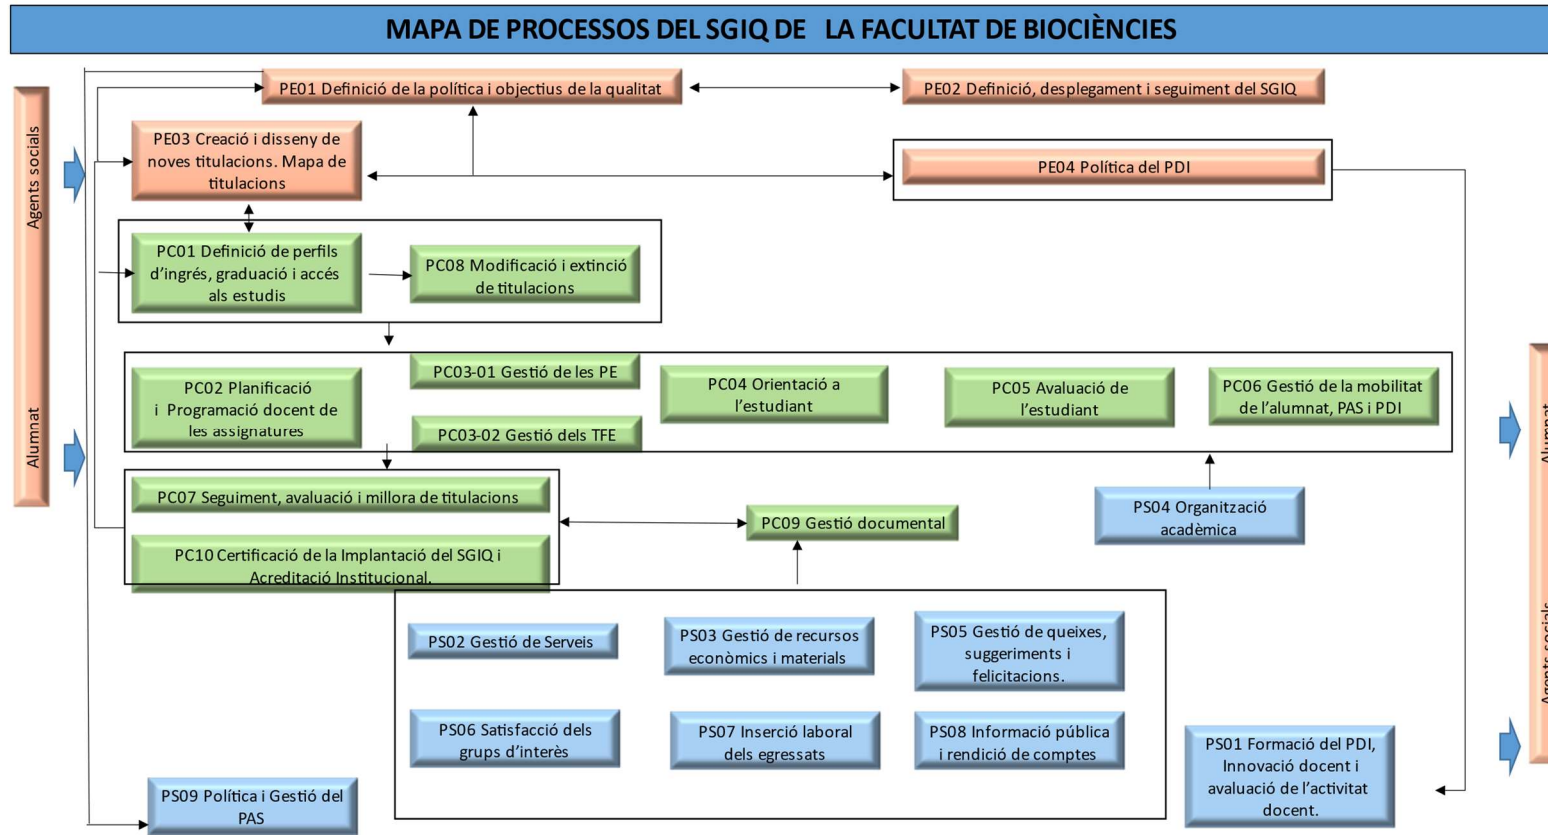 MAPA DE PROCESSOS DEL SGIQ DE LA FACULTAT DE BIOCIÈNCIES
Agents socials
Alumnat
PE01 Definició de la política i objectius de la qualitat
PE02 Definició, desplegament i seguiment del SGIQ
PE03 Creació i disseny de
noves titulacions. Mapa de
titulacions
PE04 Política del PDI
PC01 Definició de perfils
d’ingrés, graduació i accés
als estudis
PC08 Modificació i extinció
de titulacions
PC02 Planificació
i Programació docent de
les assignatures
PC03-01 Gestió de les PE
PC03-02 Gestió dels TFE
PC04 Orientació a
l’estudiant
PC05 Avaluació de
l’estudiant
PC06 Gestió de la mobilitat
de l’alumnat, PAS i PDI
Alumnat
Agents socials
PC07 Seguiment, avaluació i millora de titulacions
PC10 Certificació de la Implantació del SGIQ i
Acreditació Institucional.
PC09 Gestió documental
PS04 Organització
acadèmica
PS02 Gestió de Serveis
PS03 Gestió de recursos
econòmics i materials
PS05 Gestió de queixes,
suggeriments i
felicitacions.
PS06 Satisfacció dels
grups d’interès
PS07 Inserció laboral
dels egressats
PS08 Informació pública
i rendició de comptes
PS01 Formació del PDI,
Innovació docent i
avaluació de l’activitat
docent.
PS09 Política i Gestió del
PAS